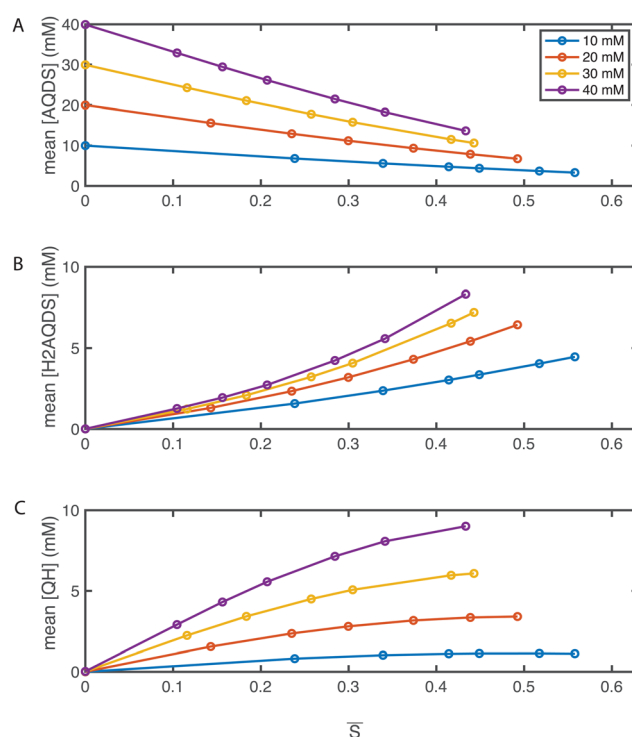 A
mean [AQDS] (mM)
40
30
20
10
0
0 0.1 0.2 0.3 0.4 0.5 0.6
10 mM
20 mM
30 mM
40 mM
B
mean [H2AQDS] (mM)
10
5
0
0 0.1 0.2 0.3 0.4 0.5 0.6
C
mean [QH] (mM)
10
5
0
0 0.1 0.2 0.3 0.4 0.5 0.6
S̅